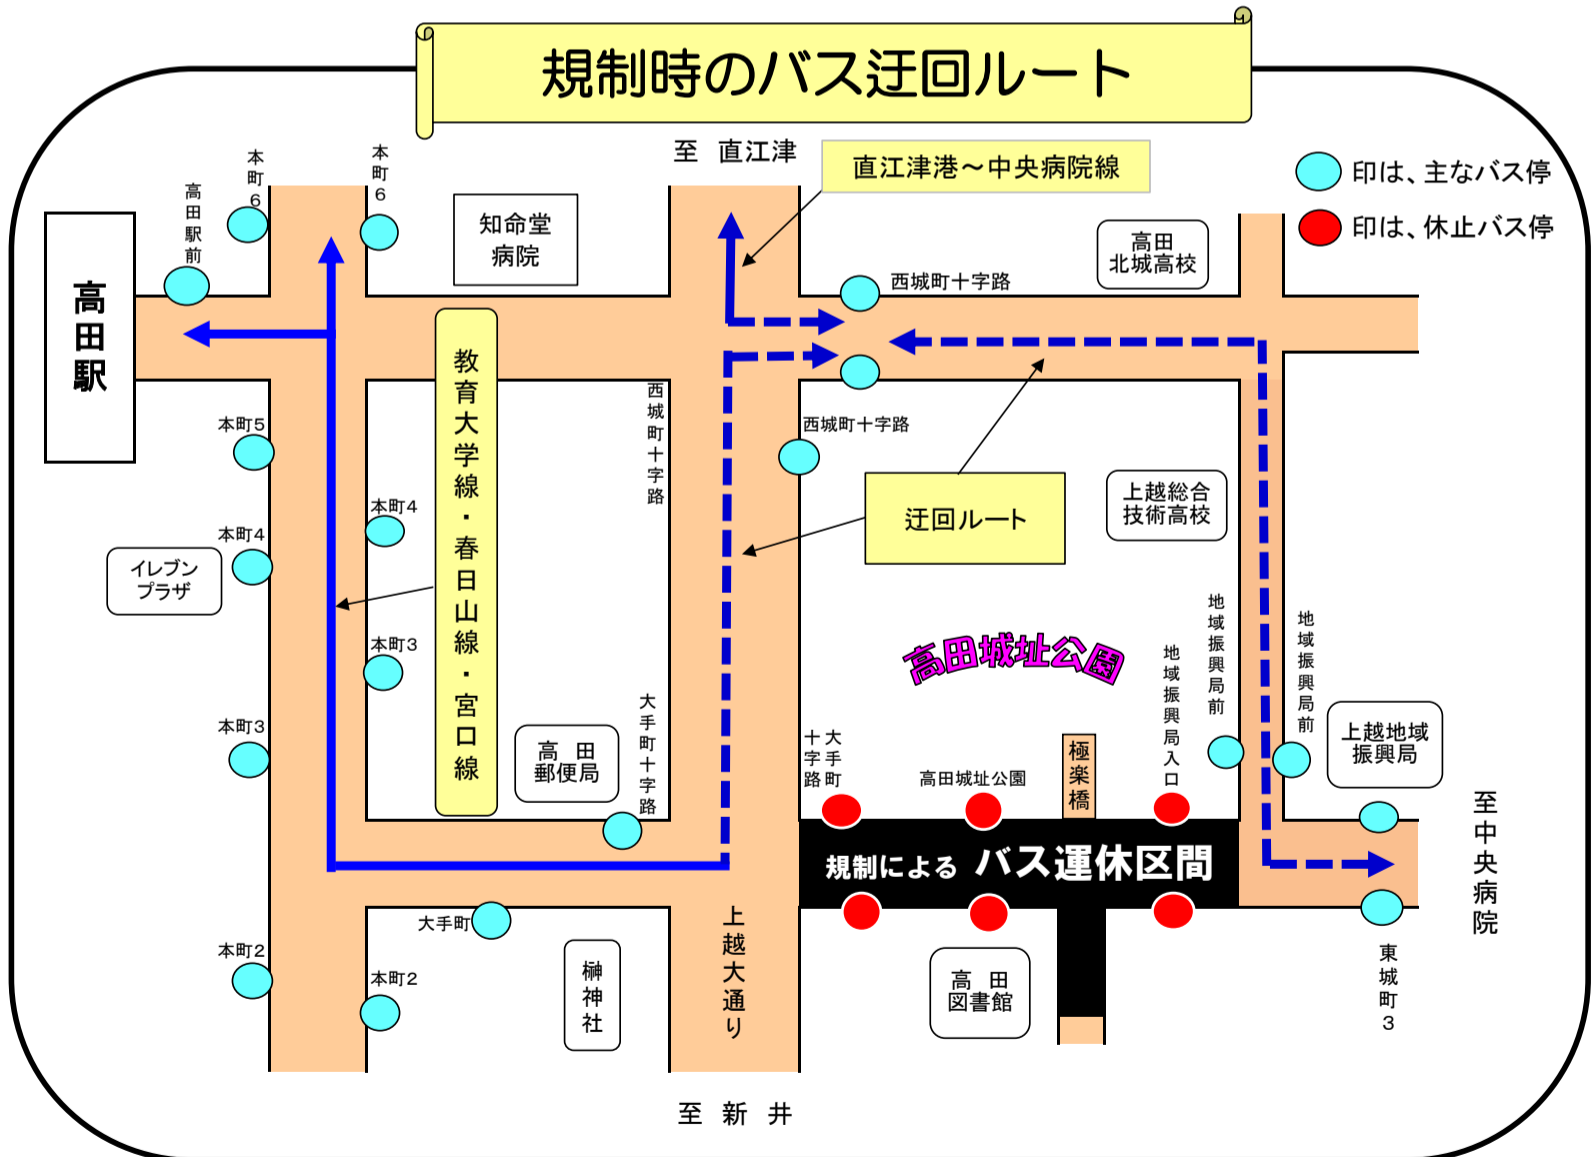 規制時のバス迂回ルート
至 直江津
直江津港～中央病院線
印は、主なバス停
印は、休止バス停
本町6
本町6
高田駅前
高田駅
知命堂
病院
高田
北城高校
西城町十字路
教育大学線・春日山線・宮口線
西城町十字路
西城町十字路
本町5
本町4
本町4
イレブン
プラザ
迂回ルート
上越総合
技術高校
本町3
本町3
高田城址公園
地域振興局前
地域振興局前
地域振興局入口
上越地域
振興局
高 田
郵便局
大手町十字路
大手町
十字路
高田城址公園
極楽橋
規制による バス運休区間
至中央病院
大手町
上越大通り
本町2
本町2
榊神社
高 田
図書館
東城町3
至 新 井